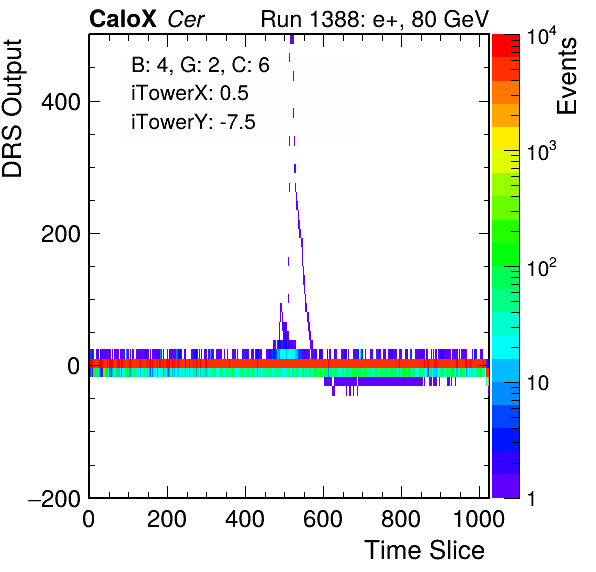 CaloX Cer Run 1388: e+, 80 GeV
B: 4, G: 2, C: 6
iTowerX: 0.5
iTowerY: -7.5
DRS Output
400
200
0
−200
0 200 400 600 800 1000
Time Slice
Events
10^4
10^3
10^2
10
1